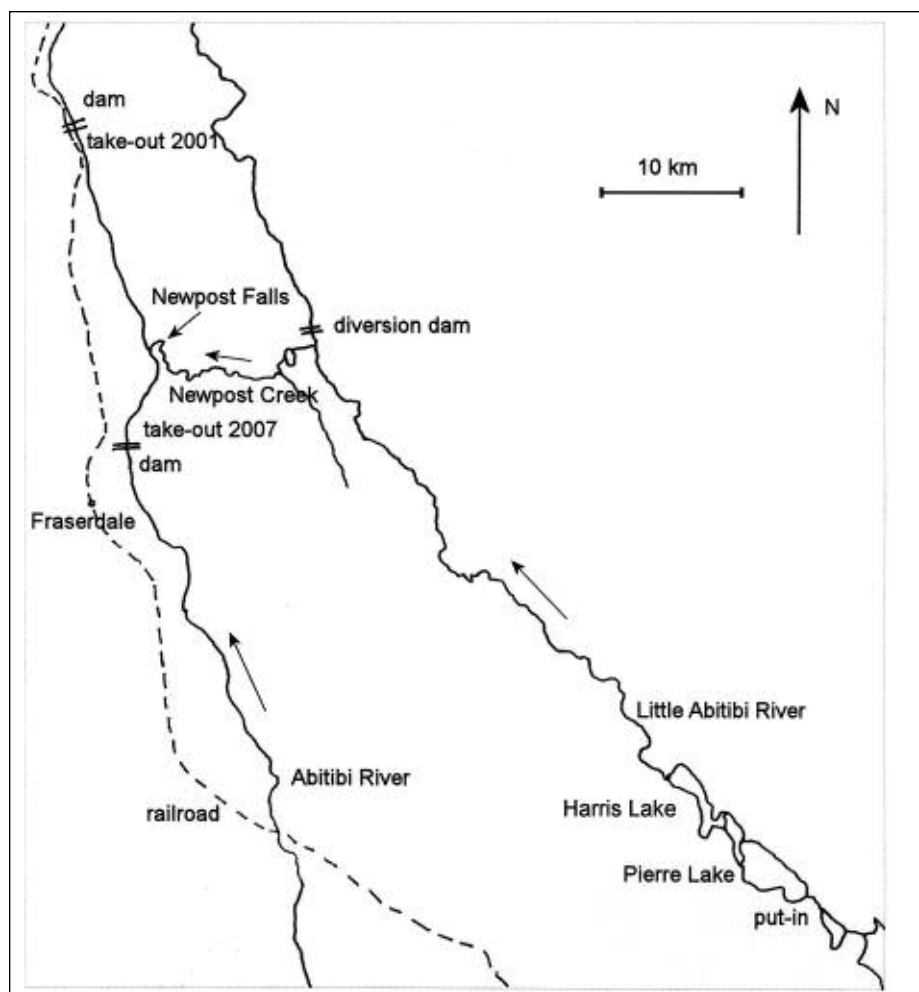 dam
take-out 2001
N
10 km
Newpost Falls
diversion dam
Newpost Creek
take-out 2007
dam
Fraserdale
Little Abitibi River
Abitibi River
Harris Lake
railroad
Pierre Lake
put-in